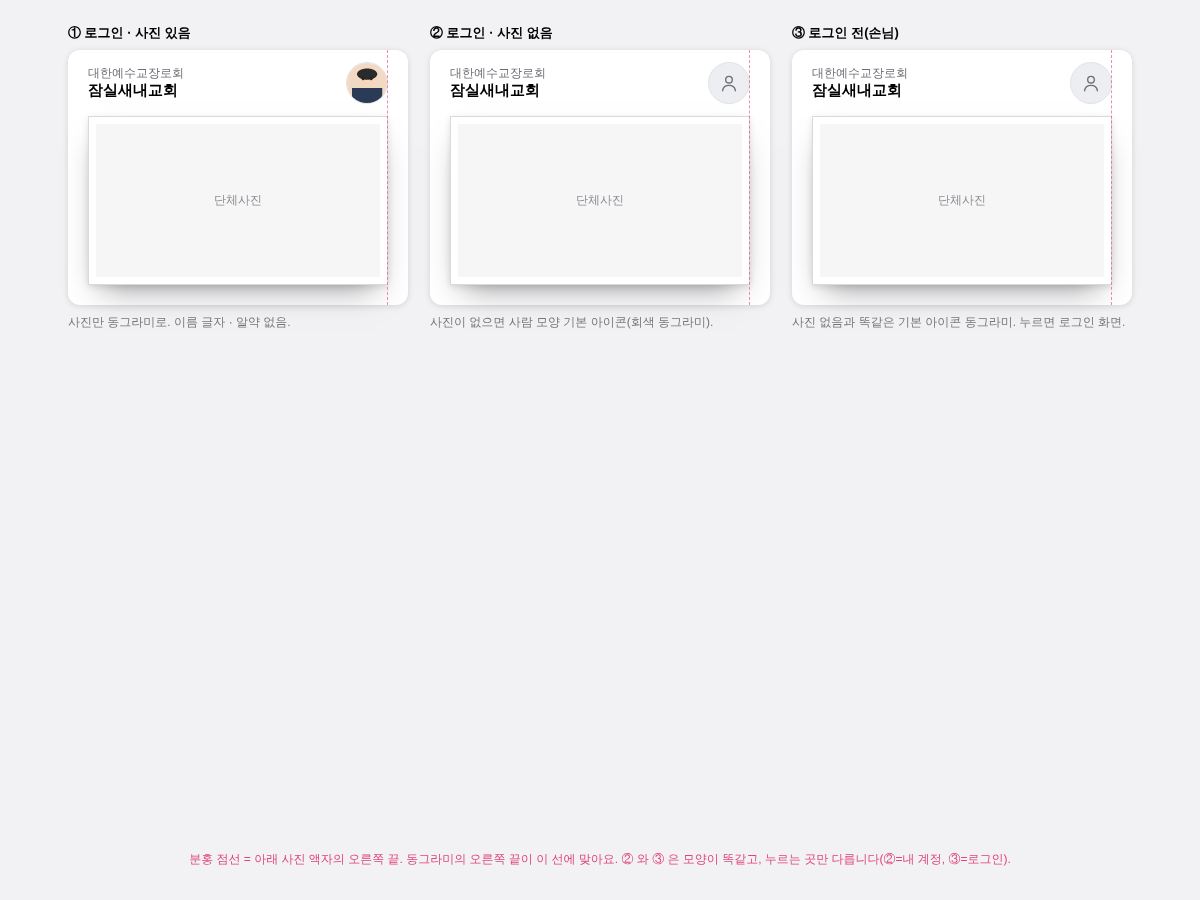 ① 로그인 · 사진 있음
대한예수교장로회
잠실새내교회
단체사진
사진만 동그라미로. 이름 글자 · 알약 없음.
② 로그인 · 사진 없음
대한예수교장로회
잠실새내교회
단체사진
사진이 없으면 사람 모양 기본 아이콘(회색 동그라미).
③ 로그인 전(손님)
대한예수교장로회
잠실새내교회
단체사진
사진 없음과 똑같은 기본 아이콘 동그라미. 누르면 로그인 화면.
분홍 점선 = 아래 사진 액자의 오른쪽 끝. 동그라미의 오른쪽 끝이 이 선에 맞아요. ② 와 ③ 은 모양이 똑같고, 누르는 곳만 다릅니다(②=내 계정, ③=로그인).